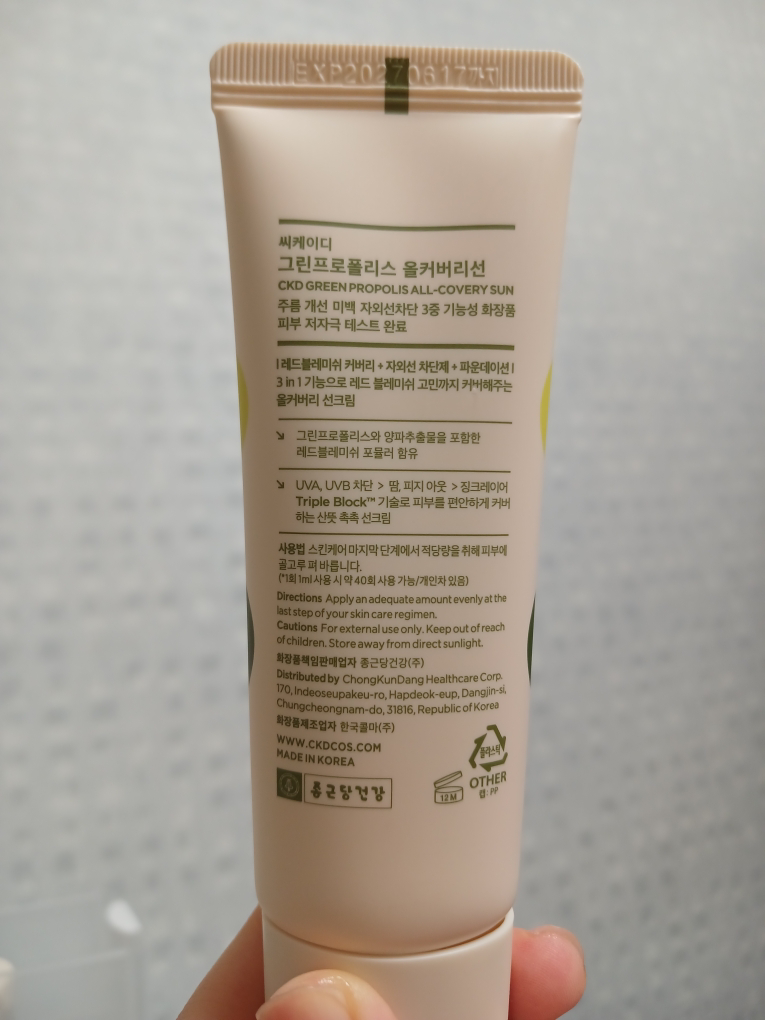 EXP20270617
씨케이디
그린프로폴리스 올커버리선
CKD GREEN PROPOLIS ALL-COVERY SUN
주름 개선 미백 자외선차단 3중 기능성 화장품
피부 저자극 테스트 완료
| 레드블레미쉬 커버리 + 자외선 차단제 + 파운데이션 |
3 in 1 기능으로 레드 블레미쉬 고민까지 커버해주는
올커버리 선크림
↘ 그린프로폴리스와 양파추출물을 포함한
레드블레미쉬 포뮬러 함유
↘ UVA, UVB 차단 > 땀, 피지 아웃 > 징크레이어
Triple Block™ 기술로 피부를 편안하게 커버
하는 산뜻 촉촉 선크림
사용법 스킨케어 마지막 단계에서 적당량을 취해 피부에
골고루 펴 바릅니다.
(*1회 1ml 사용 시 약 40회 사용 가능/개인차 있음)
Directions Apply an adequate amount evenly at the
last step of your skin care regimen.
Cautions For external use only. Keep out of reach
of children. Store away from direct sunlight.
화장품책임판매업자 종근당건강(주)
Distributed by ChongKunDang Healthcare Corp.
170, Indeoseupakeu-ro, Hapdeok-eup, Dangjin-si,
Chungcheongnam-do, 31816, Republic of Korea
화장품제조업자 한국콜마(주)
WWW.CKDCOS.COM
MADE IN KOREA
종근당건강
12M
플라스틱
OTHER
캡: PP